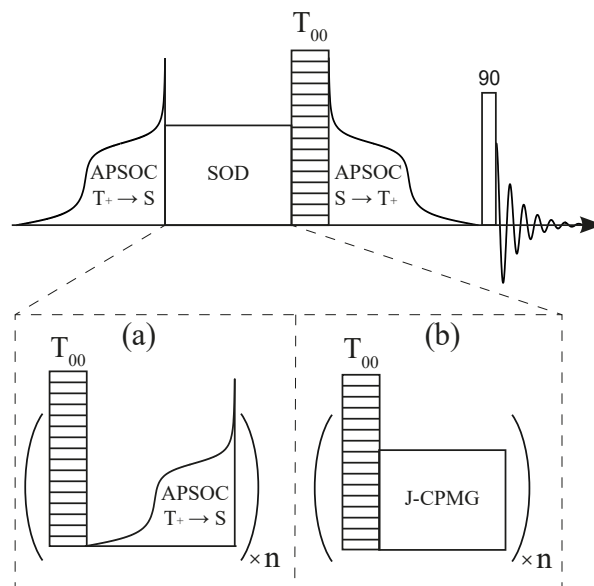 T₀₀
90
APSOC
T₊ → S
SOD
APSOC
S → T₊
(a)
(b)
T₀₀
T₀₀
APSOC
T₊ → S
×n
J-CPMG
×n